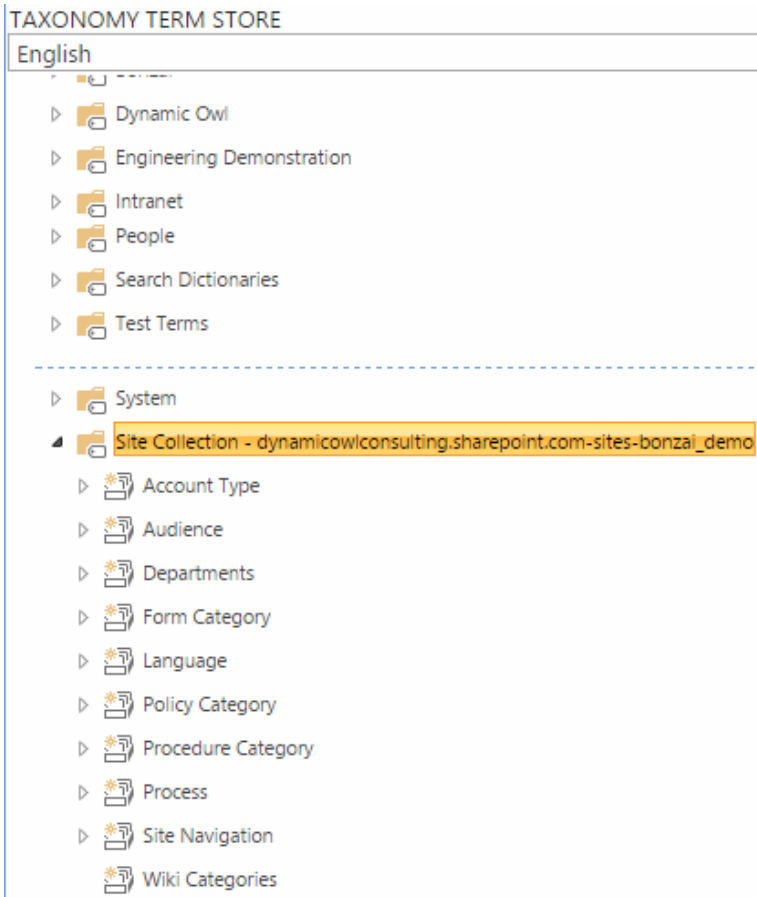 TAXONOMY TERM STORE
English
Dynamic Owl
Engineering Demonstration
Intranet
People
Search Dictionaries
Test Terms
System
Site Collection - dynamicowlconsulting.sharepoint.com-sites-bonzai_demo
Account Type
Audience
Departments
Form Category
Language
Policy Category
Procedure Category
Process
Site Navigation
Wiki Categories